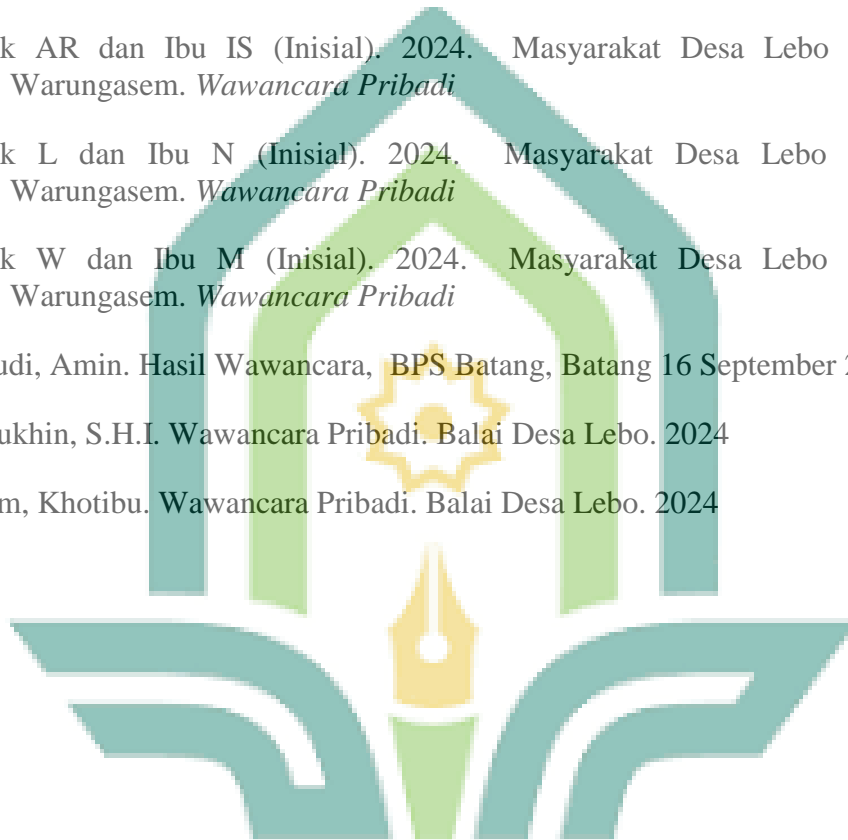 k AR dan Ibu IS (Inisial). 2024. Masyarakat Desa Lebo
Warungasem. Wawancara Pribadi
k L dan Ibu N (Inisial). 2024. Masyarakat Desa Lebo
Warungasem. Wawancara Pribadi
k W dan Ibu M (Inisial). 2024. Masyarakat Desa Lebo
Warungasem. Wawancara Pribadi
udi, Amin. Hasil Wawancara, BPS Batang, Batang 16 September
ukhin, S.H.I. Wawancara Pribadi. Balai Desa Lebo. 2024
m, Khotibu. Wawancara Pribadi. Balai Desa Lebo. 2024